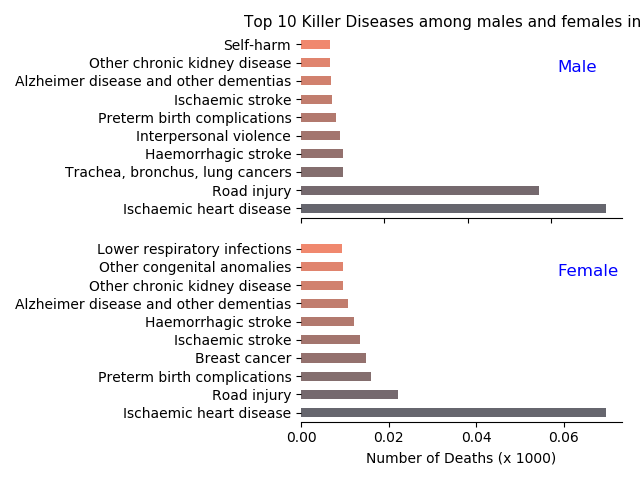 Top 10 Killer Diseases among males and females in
Self-harm
Other chronic kidney disease
Alzheimer disease and other dementias
Ischaemic stroke
Preterm birth complications
Interpersonal violence
Haemorrhagic stroke
Trachea, bronchus, lung cancers
Road injury
Ischaemic heart disease
Male
Lower respiratory infections
Other congenital anomalies
Other chronic kidney disease
Alzheimer disease and other dementias
Haemorrhagic stroke
Ischaemic stroke
Breast cancer
Preterm birth complications
Road injury
Ischaemic heart disease
Female
0.00 0.02 0.04 0.06
Number of Deaths (x 1000)